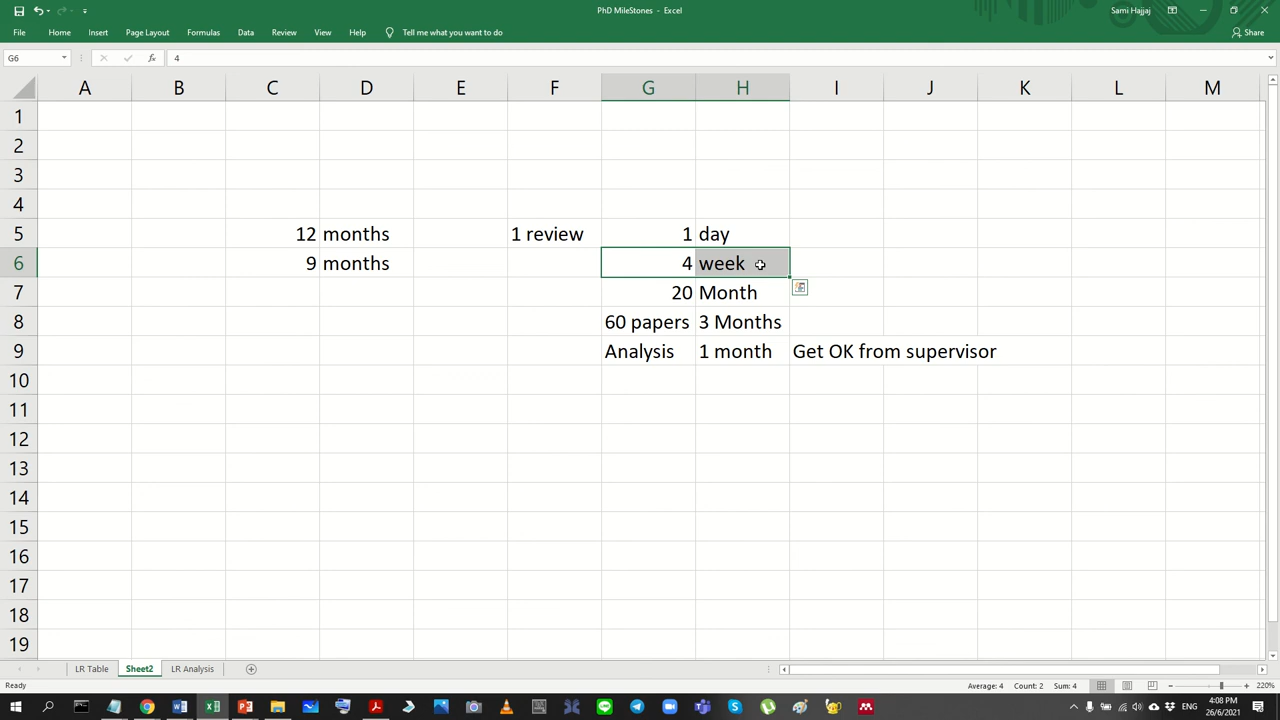 PhD MileStones - Excel
Sami Hajjaj
File Home Insert Page Layout Formulas Data Review View Help Tell me what you want to do
Share
G6 fx 4
A B C D E F G H I J K L M
1
2
3
4
5 12 months 1 review 1 day
6 9 months 4 week
7 20 Month
8 60 papers 3 Months
9 Analysis 1 month Get OK from supervisor
10
11
12
13
14
15
16
17
18
19
LR Table Sheet2 LR Analysis
Ready Average: 4 Count: 2 Sum: 4 220%
4:08 PM
ENG
26/6/2021